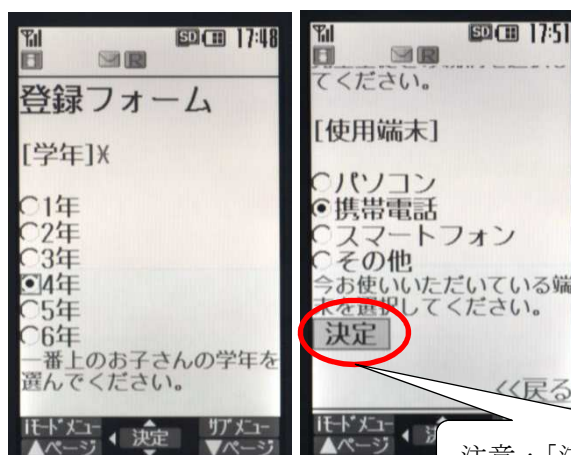 SD 17:48
R
登録フォーム
[学年]※
1年
2年
3年
4年
5年
6年
一番上のお子さんの学年を
選んでください。
iモードメニュー 決定 サブメニュー
▲ページ ▼ページ
SD 17:51
R
てください。
[使用端末]
パソコン
携帯電話
スマートフォン
その他
今お使いいただいている端
末を選択してください。
決定
<<戻る
iモードメニュー
▲ページ
注意・「決